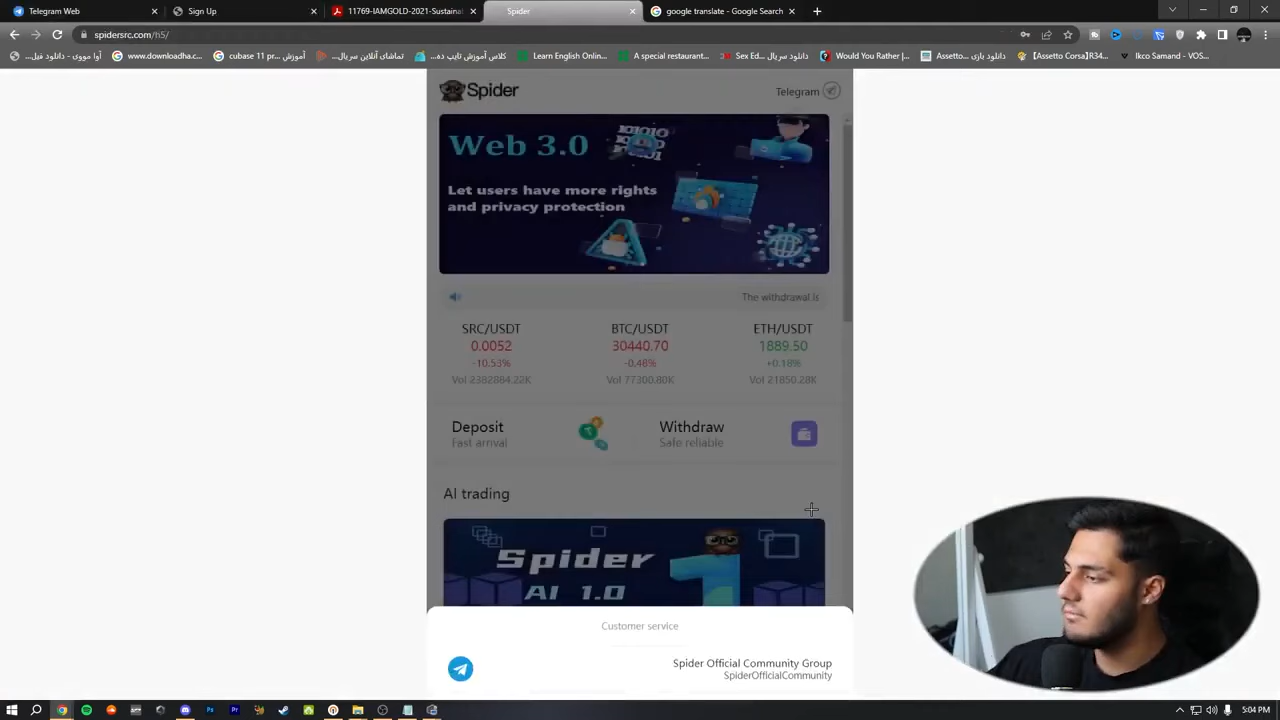 Telegram Web
Sign Up
11769-IAMGOLD-2021-Sustainal
Spider
google translate - Google Search
spidersrc.com/h5/
آوا مووی - دانلود فیل...
www.downloadha.c...
آموزش cubase 11 pr...
تماشای آنلاین سریال...
کلاس آموزش تایپ ده...
Learn English Onlin...
A special restaurant...
دانلود سریال Sex Ed...
Would You Rather |...
دانلود بازی Assetto...
【Assetto Corsa】R34...
Ikco Samand - VOS...
Spider
Telegram
Web 3.0
Let users have more rights
and privacy protection
The withdrawal is
SRC/USDT
BTC/USDT
ETH/USDT
0.0052
30440.70
1889.50
-10.53%
-0.46%
+0.18%
Vol 2382864.22K
Vol 77300.80K
Vol 21850.28K
Deposit
Withdraw
Fast arrival
Safe reliable
AI trading
Spider
AI 1.0
1
Customer service
Spider Official Community Group
SpiderOfficialCommunity
5:04 PM